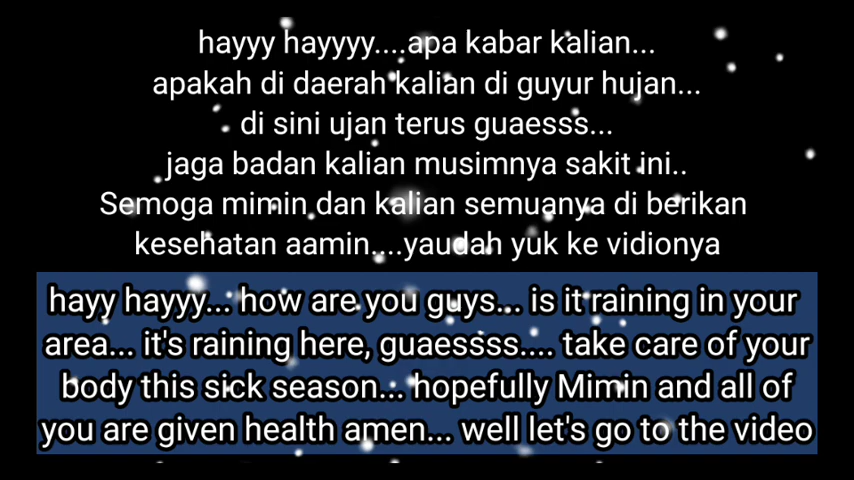 hayyy hayyyy....apa kabar kalian...
apakah di daerah kalian di guyur hujan...
di sini ujan terus guaesss...
jaga badan kalian musimnya sakit ini..
Semoga mimin dan kalian semuanya di berikan
kesehatan aamin....yaudah yuk ke vidionya
hayy hayyy... how are you guys... is it raining in your
area... it's raining here, guaessss.... take care of your
body this sick season... hopefully Mimin and all of
you are given health amen... well let's go to the video